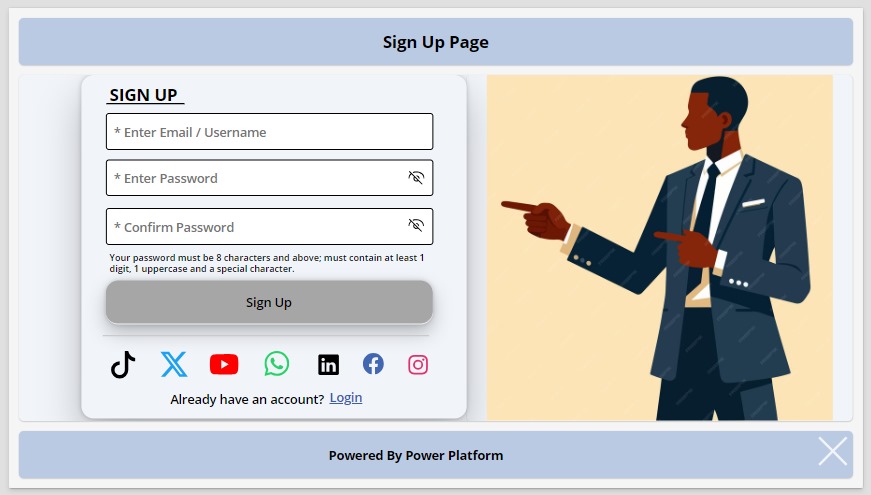 Sign Up Page
SIGN UP
* Enter Email / Username
* Enter Password
* Confirm Password
Your password must be 8 characters and above; must contain at least 1
digit, 1 uppercase and a special character.
Sign Up
Already have an account? Login
Powered By Power Platform